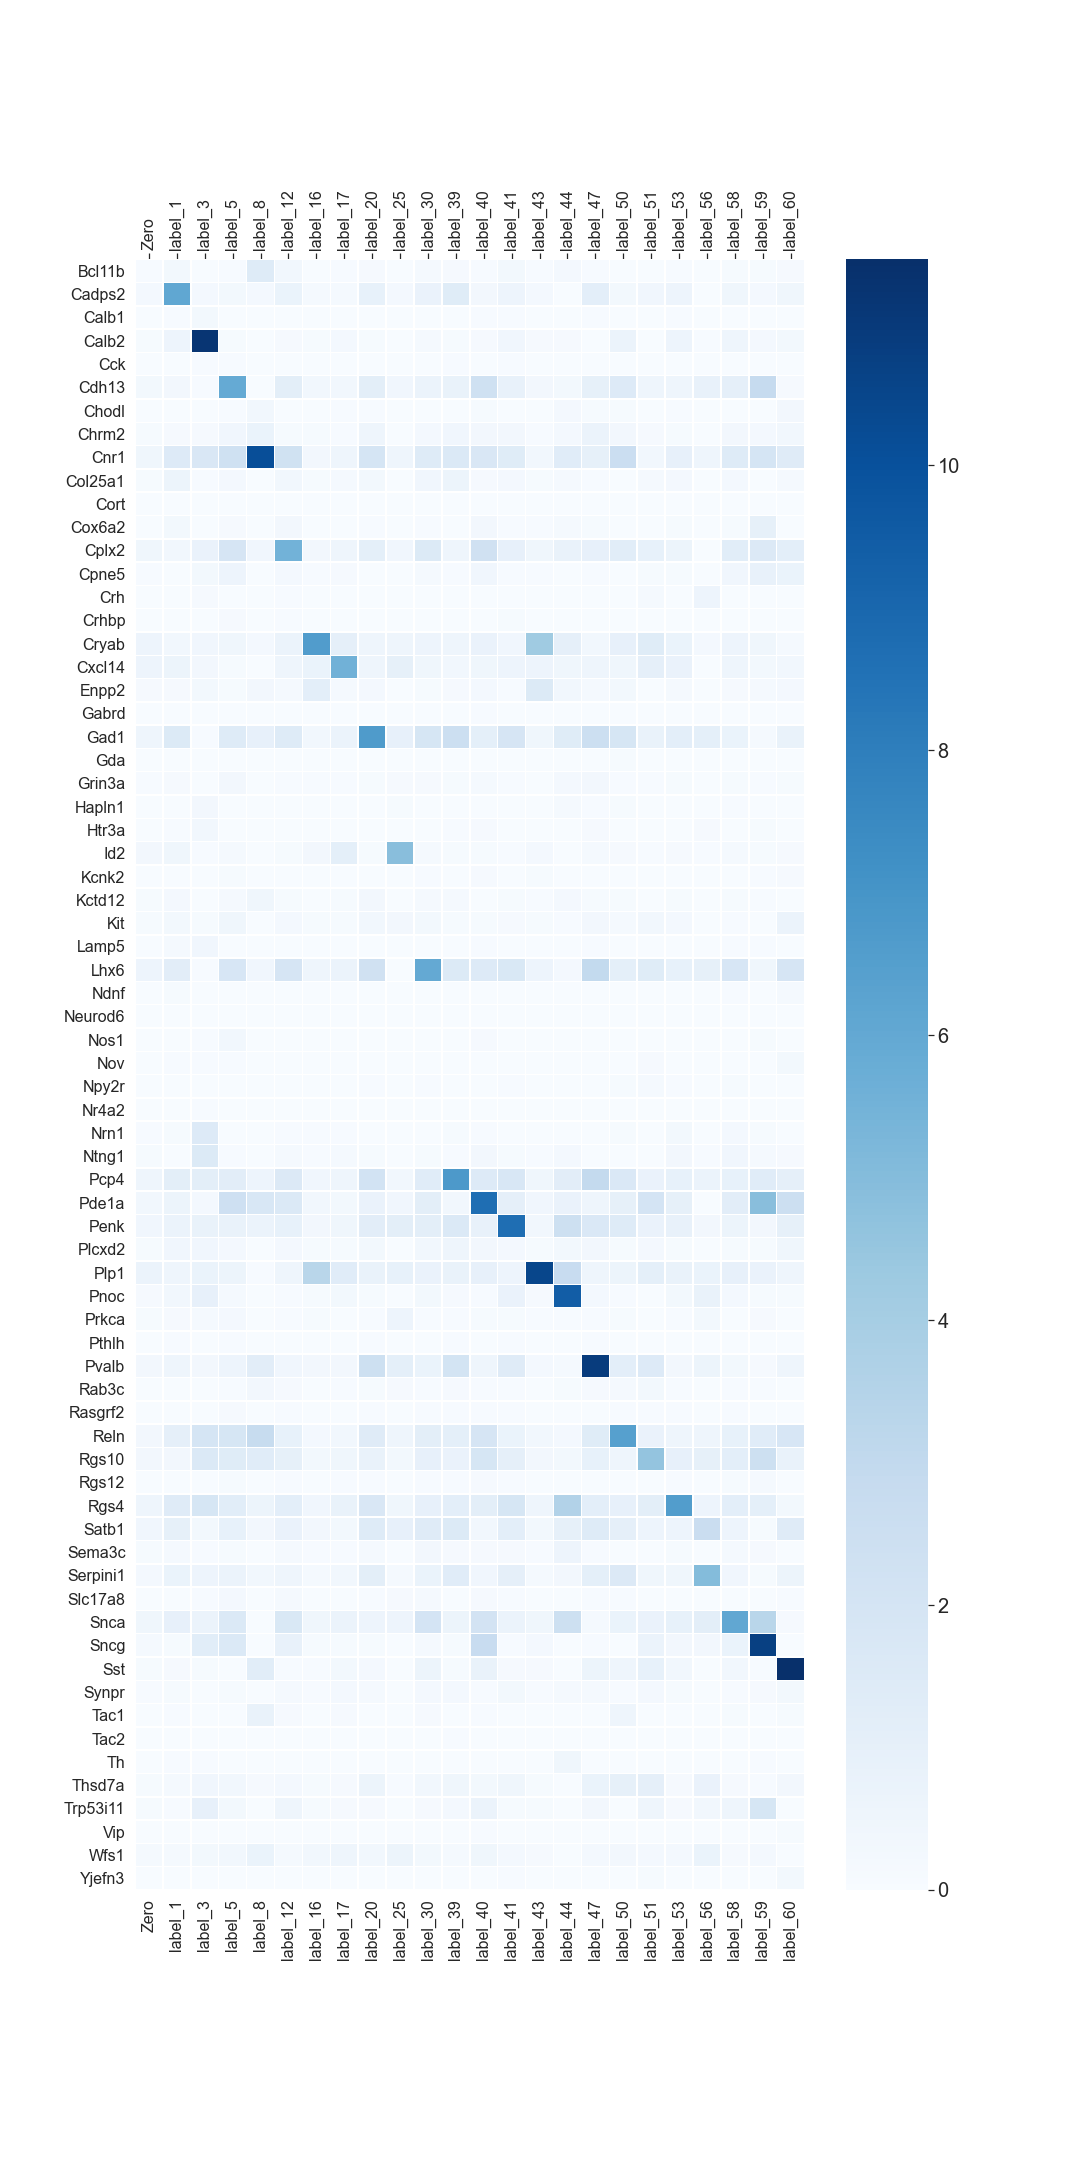 Zero
label_1
label_3
label_5
label_8
label_12
label_16
label_17
label_20
label_25
label_30
label_39
label_40
label_41
label_43
label_44
label_47
label_50
label_51
label_53
label_56
label_58
label_59
label_60
Bcl11b
Cadps2
Calb1
Calb2
Cck
Cdh13
Chodl
Chrm2
Cnr1
Col25a1
Cort
Cox6a2
Cplx2
Cpne5
Crh
Crhbp
Cryab
Cxcl14
Enpp2
Gabrd
Gad1
Gda
Grin3a
Hapln1
Htr3a
Id2
Kcnk2
Kctd12
Kit
Lamp5
Lhx6
Ndnf
Neurod6
Nos1
Nov
Npy2r
Nr4a2
Nrn1
Ntng1
Pcp4
Pde1a
Penk
Plcxd2
Plp1
Pnoc
Prkca
Pthlh
Pvalb
Rab3c
Rasgrf2
Reln
Rgs10
Rgs12
Rgs4
Satb1
Sema3c
Serpini1
Slc17a8
Snca
Sncg
Sst
Synpr
Tac1
Tac2
Th
Thsd7a
Trp53i11
Vip
Wfs1
Yjefn3
Zero
label_1
label_3
label_5
label_8
label_12
label_16
label_17
label_20
label_25
label_30
label_39
label_40
label_41
label_43
label_44
label_47
label_50
label_51
label_53
label_56
label_58
label_59
label_60
10
8
6
4
2
0